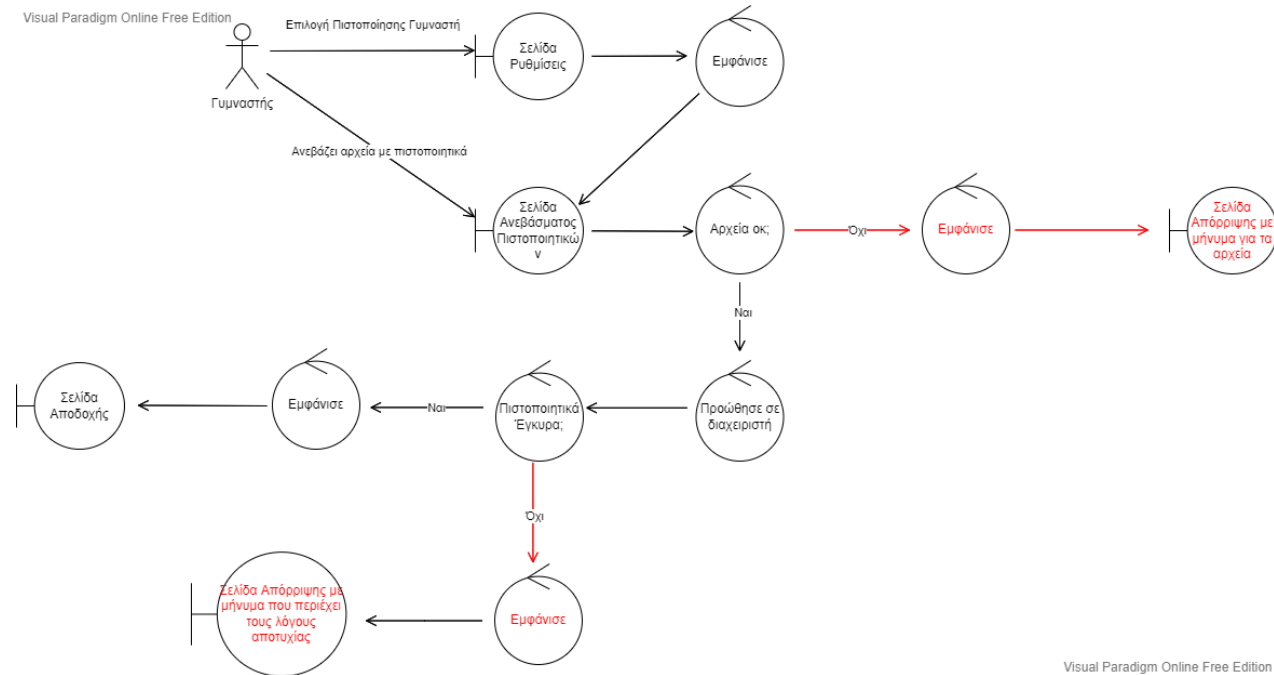 Visual Paradigm Online Free Edition
Επιλογή Πιστοποίησης Γυμναστή
Σελίδα
Ρυθμίσεις
Εμφάνισε
Γυμναστής
Ανεβάζει αρχεία με πιστοποιητικά
Σελίδα
Ανεβάσματος
Πιστοποιητικώ
ν
Αρχεία οκ;
Όχι
Εμφάνισε
Σελίδα
Απόρριψης με
μήνυμα για τα
αρχεία
Ναι
Σελίδα
Αποδοχής
Εμφάνισε
Ναι
Πιστοποιητικά
Έγκυρα;
Προώθησε σε
διαχειριστή
Όχι
Σελίδα Απόρριψης με
μήνυμα που περιέχει
τους λόγους
αποτυχίας
Εμφάνισε
Visual Paradigm Online Free Edition